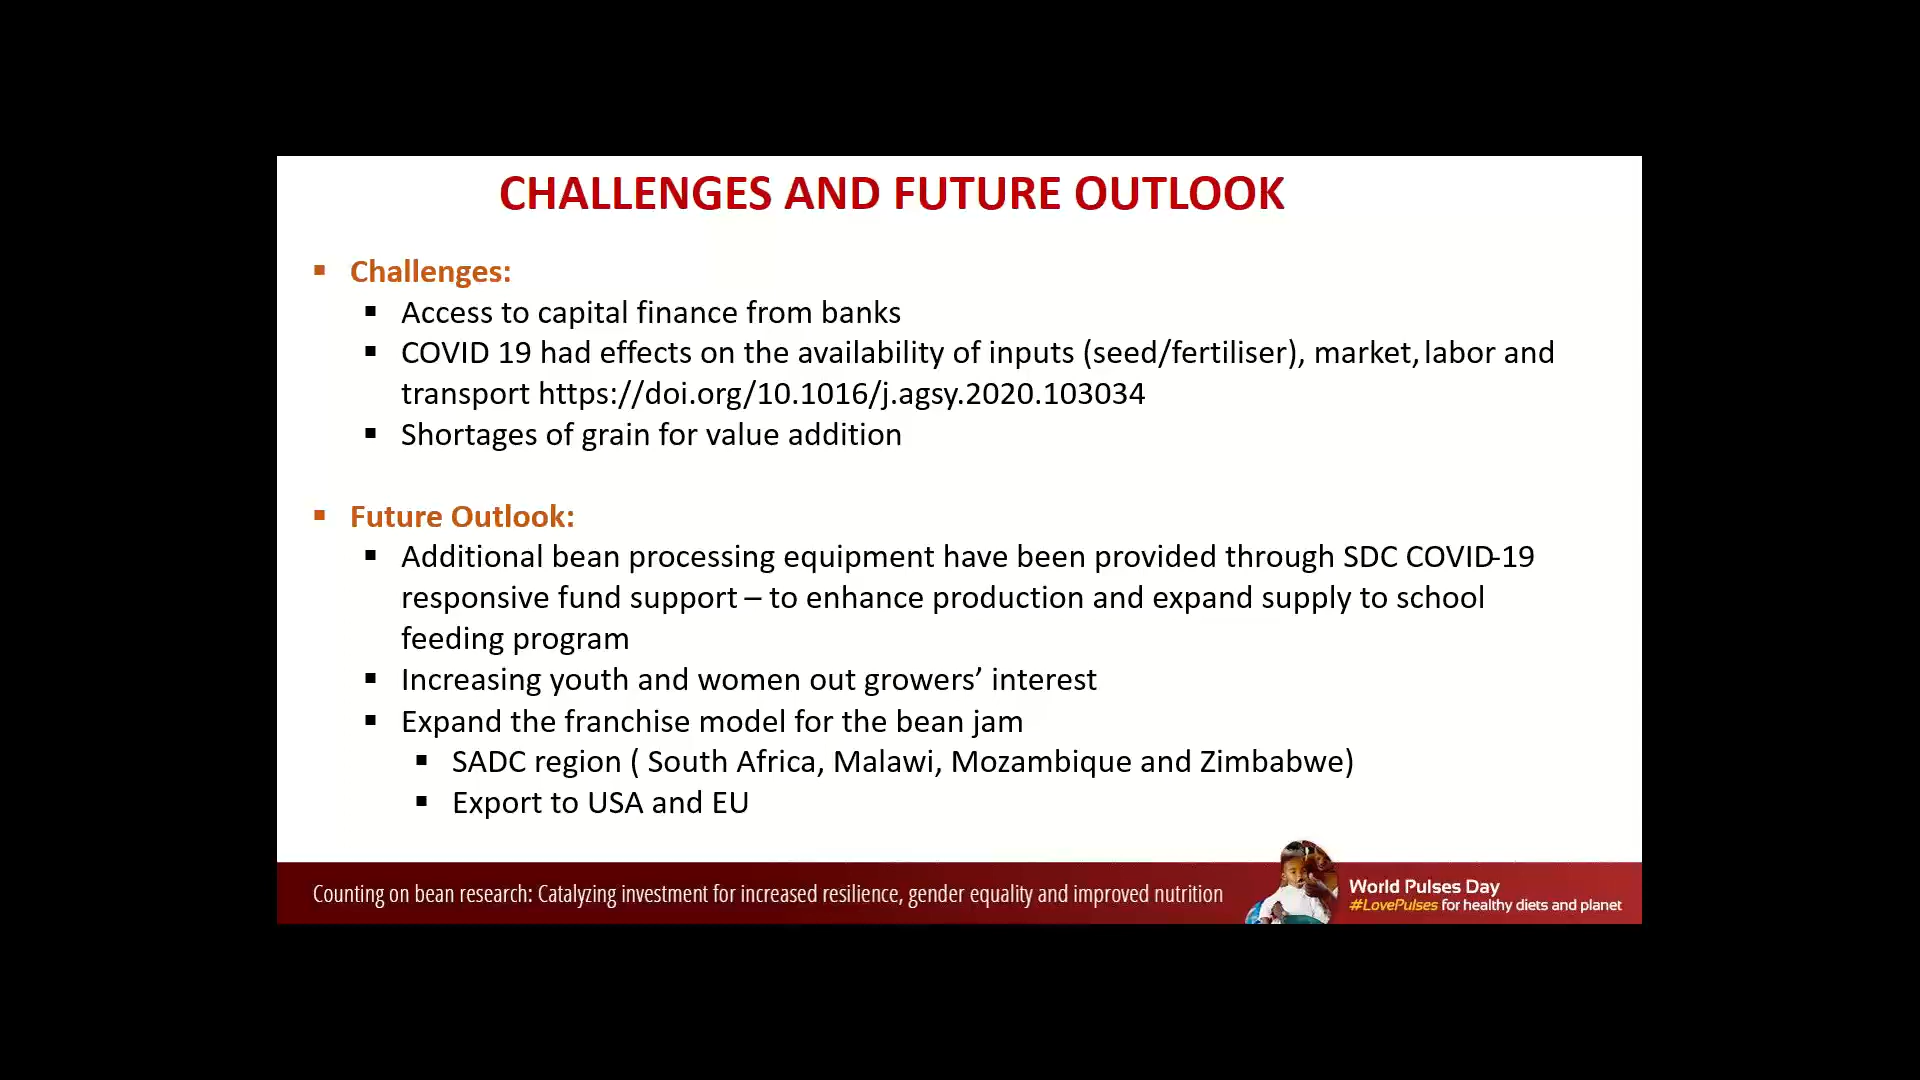 CHALLENGES AND FUTURE OUTLOOK
▪ Challenges:
▪ Access to capital finance from banks
▪ COVID 19 had effects on the availability of inputs (seed/fertiliser), market, labor and
transport https://doi.org/10.1016/j.agsy.2020.103034
▪ Shortages of grain for value addition
▪ Future Outlook:
▪ Additional bean processing equipment have been provided through SDC COVID-19
responsive fund support – to enhance production and expand supply to school
feeding program
▪ Increasing youth and women out growers’ interest
▪ Expand the franchise model for the bean jam
▪ SADC region ( South Africa, Malawi, Mozambique and Zimbabwe)
▪ Export to USA and EU
Counting on bean research: Catalyzing investment for increased resilience, gender equality and improved nutrition
World Pulses Day
#LovePulses for healthy diets and planet